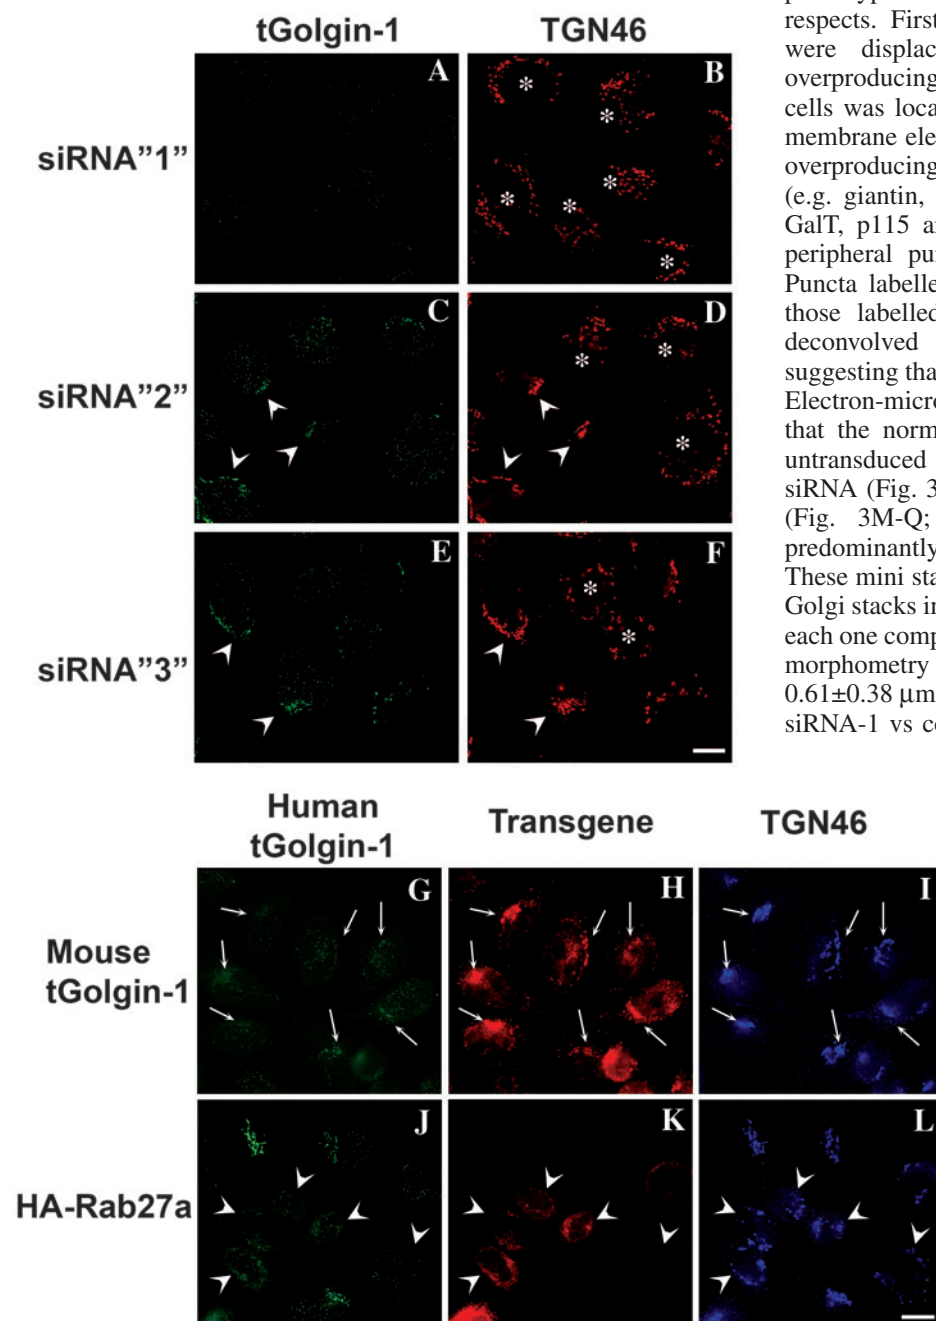 tGolgin-1 TGN46
A B
siRNA”1”
C D
siRNA”2”
E F
siRNA”3”
respects. First
were displac
overproducing
cells was loca
membrane elec
overproducing
(e.g. giantin,
GalT, p115 a
peripheral pu
Puncta labelle
those labelled
deconvolved
suggesting tha
Electron-micro
that the norm
untransduced
siRNA (Fig. 3
(Fig. 3M-Q;
predominantly
These mini sta
Golgi stacks in
each one comp
morphometry
0.61±0.38 μm
siRNA-1 vs c
Human
tGolgin-1
Transgene
TGN46
G H I
Mouse
tGolgin-1
J K L
HA-Rab27a